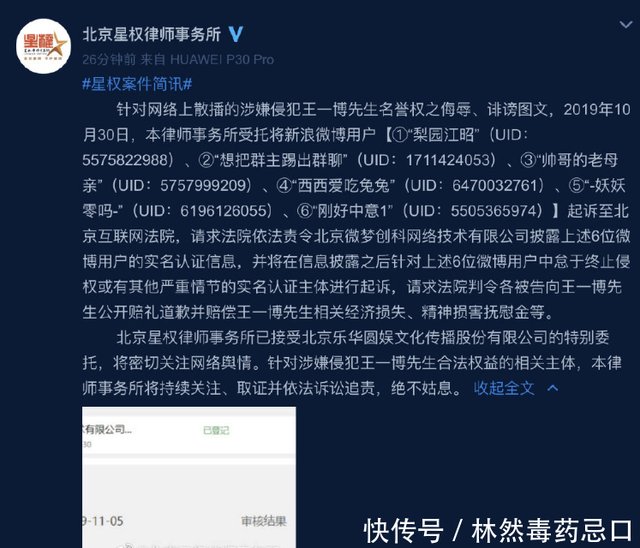 北京星权律师事务所
26分钟前 来自 HUAWEI P30 Pro
#星权案件简讯#
针对网络上散播的涉嫌侵犯王一博先生名誉权之侮辱、诽谤图文，2019年10
月30日，本律师事务所受托将新浪微博用户【①“梨园江昭”（UID：
5575822988）、②“想把群主踢出群聊”（UID：1711424053）、③“帅哥的老母
亲”（UID：5757999209）、④“西西爱吃兔兔”（UID：6470032761）、⑤“-妖妖
零吗-”（UID：6196126055）、⑥“刚好中意1”（UID：5505365974）】起诉至北
京互联网法院，请求法院依法责令北京微梦创科网络技术有限公司披露上述6位微
博用户的实名认证信息，并将在信息披露之后针对上述6位微博用户中怠于终止侵
权或有其他严重情节的实名认证主体进行起诉，请求法院判令各被告向王一博先
生公开赔礼道歉并赔偿王一博先生相关经济损失、精神损害抚慰金等。
北京星权律师事务所已接受北京乐华圆娱文化传播股份有限公司的特别委
托，将密切关注网络舆情。针对涉嫌侵犯王一博先生合法权益的相关主体，本律
师事务所将持续关注、取证并依法诉讼追责，绝不姑息。 收起全文
有限公司... 已登记
30
9-11-05 审核结果
快传号 / 林然毒药忌口